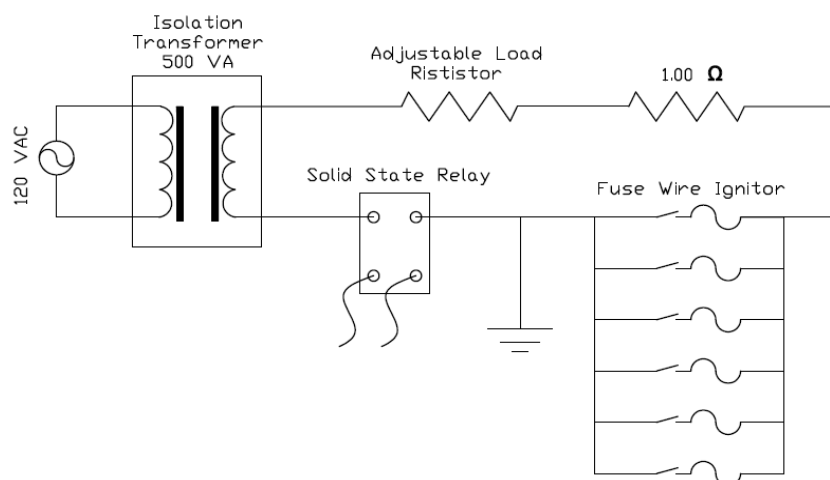 Isolation
Transformer
500 VA
Adjustable Load
Rististor
1.00 Ω
120 VAC
Solid State Relay
Fuse Wire Ignitor